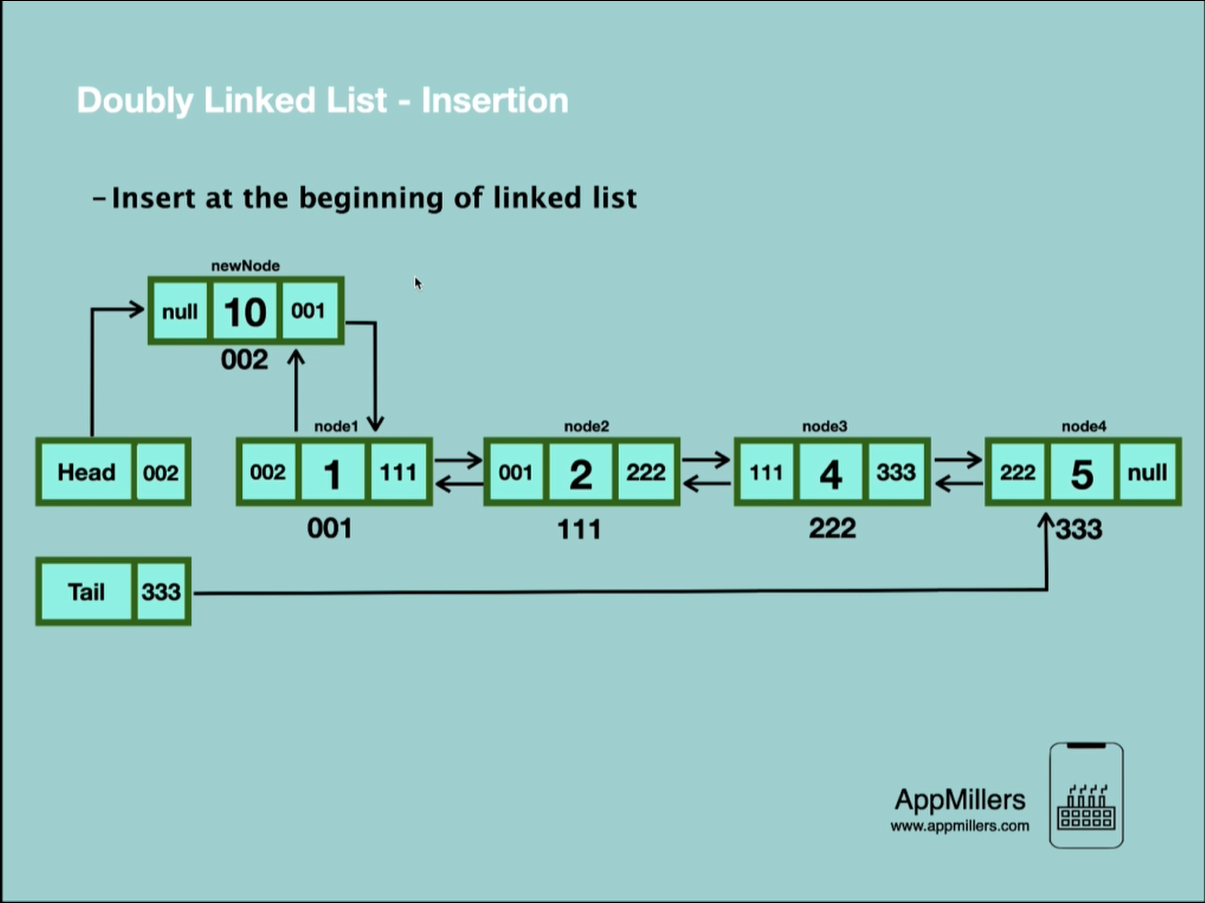 Doubly Linked List - Insertion
– Insert at the beginning of linked list
newNode
null 10 001
002
node1 node2 node3 node4
Head 002 002 1 111 001 2 222 111 4 333 222 5 null
001 111 222 333
Tail 333
AppMillers
www.appmillers.com